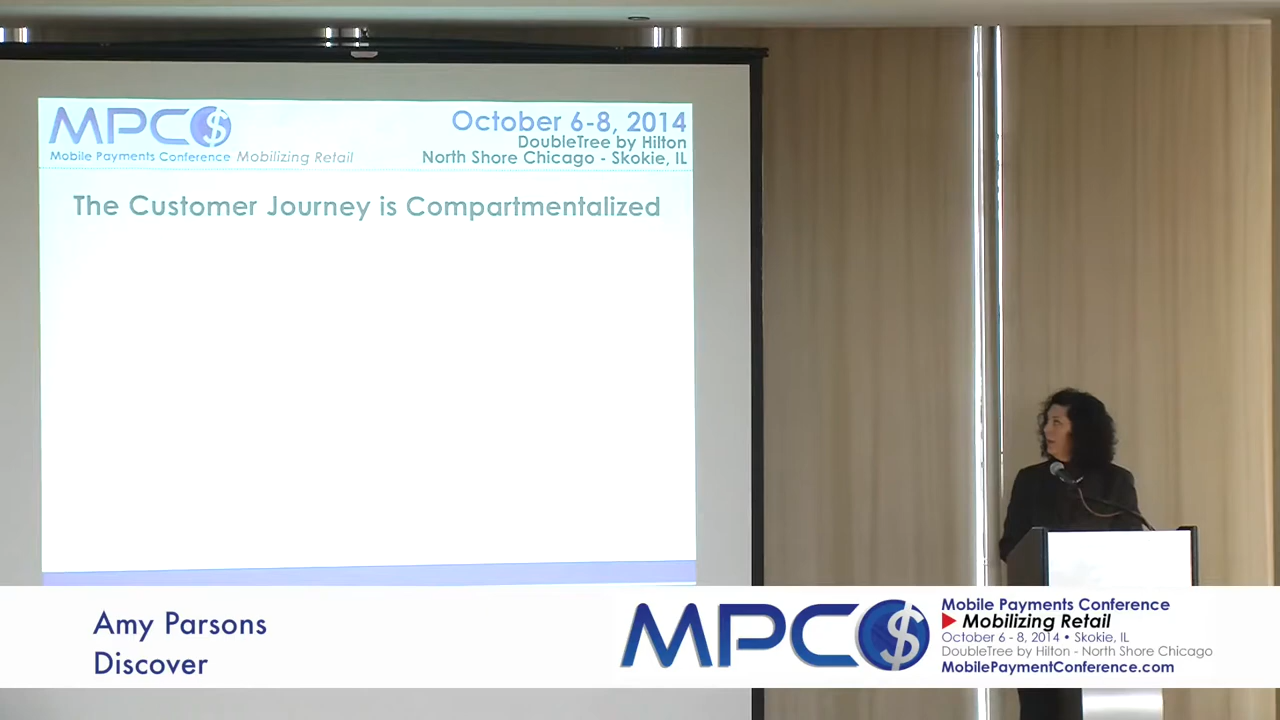 MPC$
Mobile Payments Conference Mobilizing Retail
October 6-8, 2014
DoubleTree by Hilton
North Shore Chicago - Skokie, IL
The Customer Journey is Compartmentalized
Amy Parsons
Discover
MPC$
Mobile Payments Conference
Mobilizing Retail
October 6 - 8, 2014 • Skokie, IL
DoubleTree by Hilton - North Shore Chicago
MobilePaymentConference.com